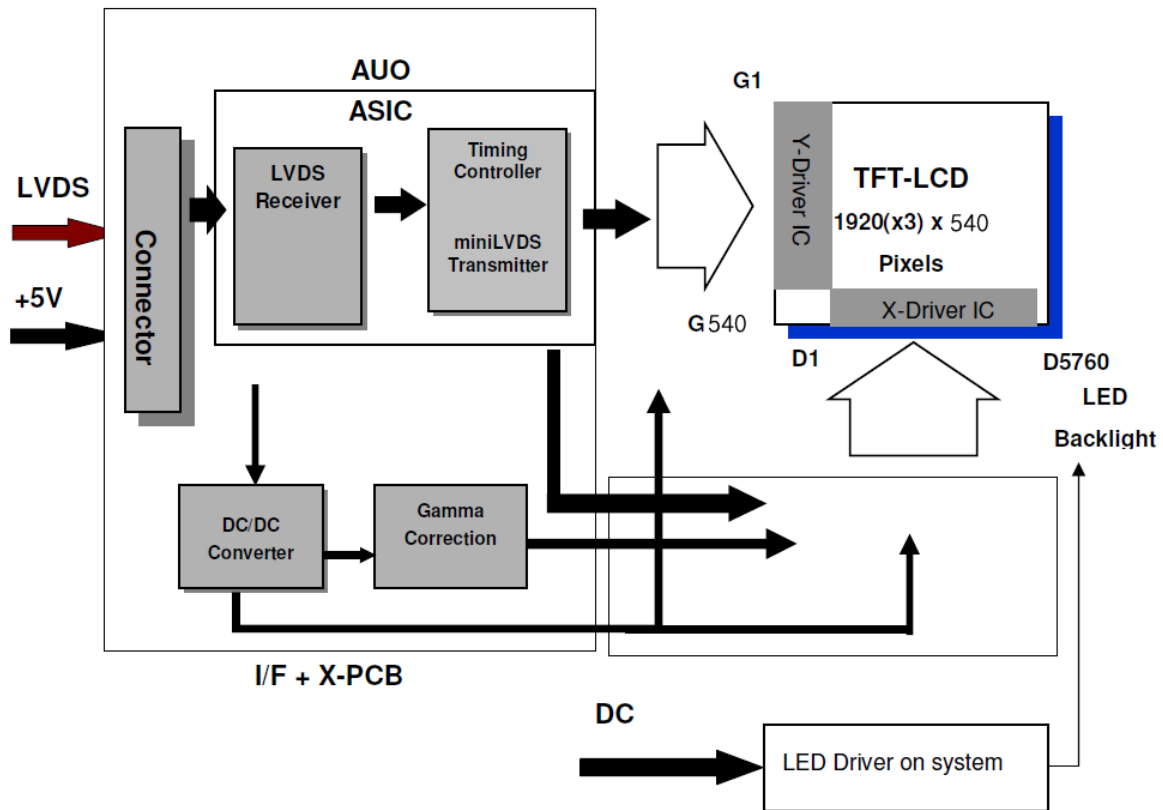 AUO
ASIC
LVDS
+5V
Connector
LVDS
Receiver
Timing
Controller
miniLVDS
Transmitter
G1
G540
Y-Driver IC
TFT-LCD
1920(x3) x 540
Pixels
X-Driver IC
D1
D5760
LED
Backlight
DC/DC
Converter
Gamma
Correction
I/F + X-PCB
DC
LED Driver on system